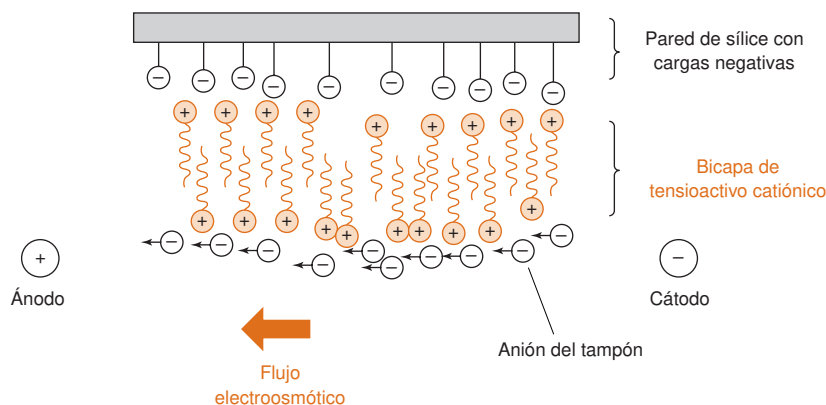 Pared de sílice con
cargas negativas
Bicapa de
tensioactivo catiónico
+
Ánodo
−
Cátodo
Anión del tampón
Flujo
electroosmótico